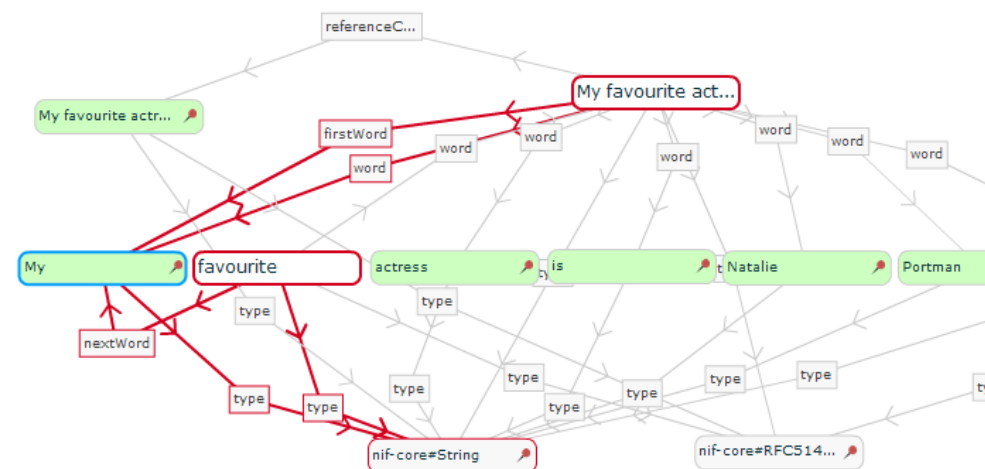 referenceC...
My favourite act...
My favourite actr...
firstWord
word
word
word
word
word
word
word
My
favourite
actress
is
Natalie
Portman
type
type
nextWord
type
type
type
type
type
type
type
type
nif-core#String
nif-core#RFC514...